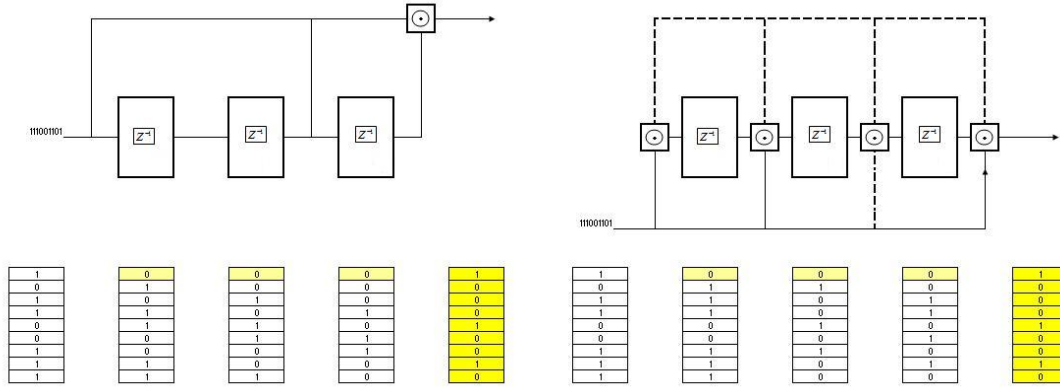 111001101
Z⁻¹ Z⁻¹ Z⁻¹
Z⁻¹ Z⁻¹ Z⁻¹
111001101
1 0 0 0 1 1 0 0 0 1
0 1 0 0 0 0 1 1 0 0
1 0 1 0 0 1 1 0 1 0
1 1 0 1 0 1 1 0 1 0
0 1 1 0 1 0 0 1 0 1
0 0 1 1 0 0 0 0 1 0
1 0 0 1 0 1 1 1 0 0
1 1 0 0 1 1 1 0 0 1
1 1 1 0 0 1 1 0 1 0